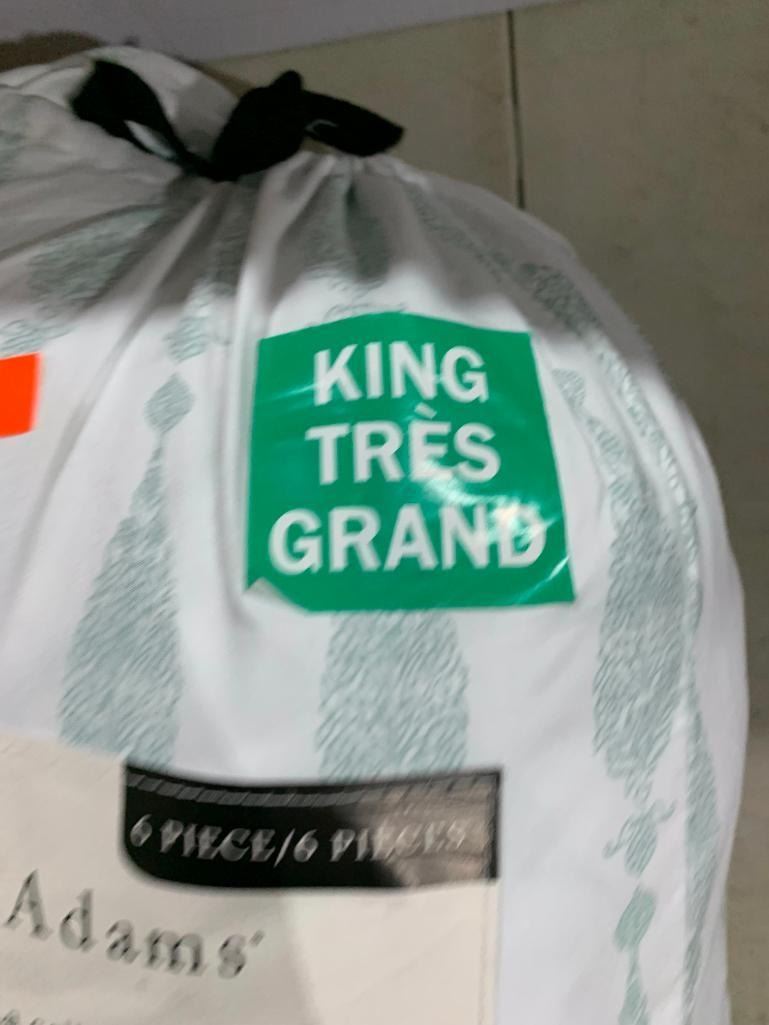 KING
TRÈS
GRAND
6 PIECE/6 PIECES
Adams